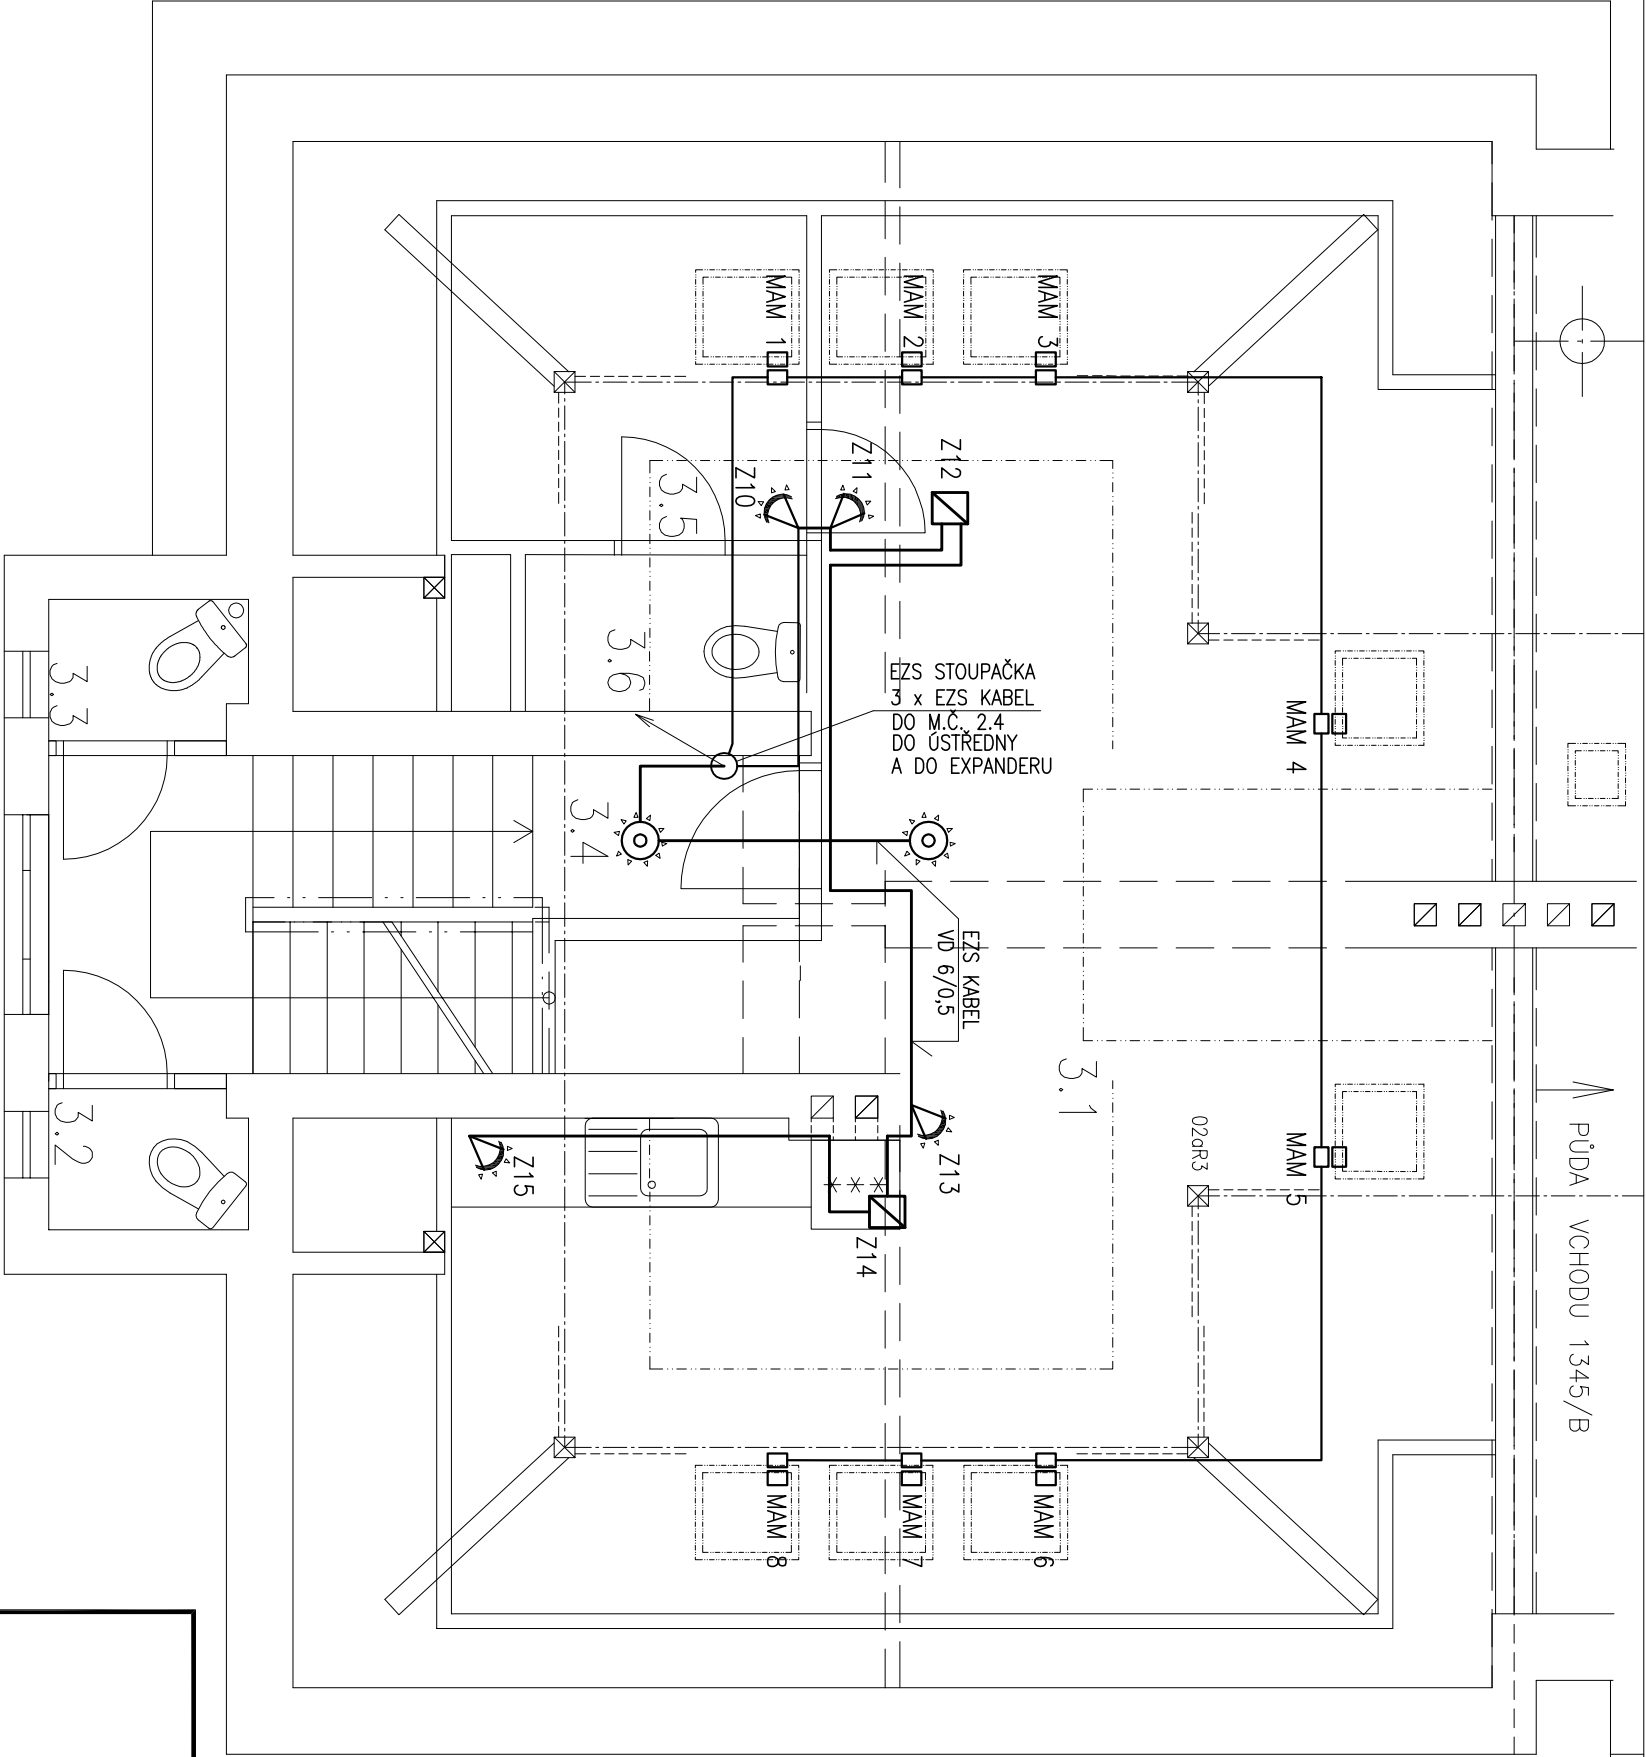 MAM 1
MAM 2
MAM 3
Z10
Z11
Z12
3.5
3.6
3.3
EZS STOUPAČKA
3 x EZS KABEL
DO M.Č. 2.4
DO ÚSTŘEDNY
A DO EXPANDERU
MAM 4
3.4
EZS KABEL
VD 6/0,5
3.1
02aR3
MAM 5
PŮDA VCHODU 1345/B
3.2
Z15
Z13
Z14
MAM 8
MAM 7
MAM 6